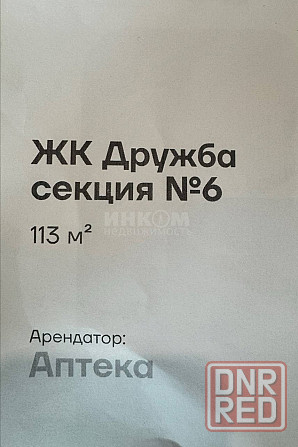 ЖК Дружба
секция №6
ИНКОМ
НЕДВИЖИМОСТЬ
113 м²
Арендатор:
Аптека
DNR
RED